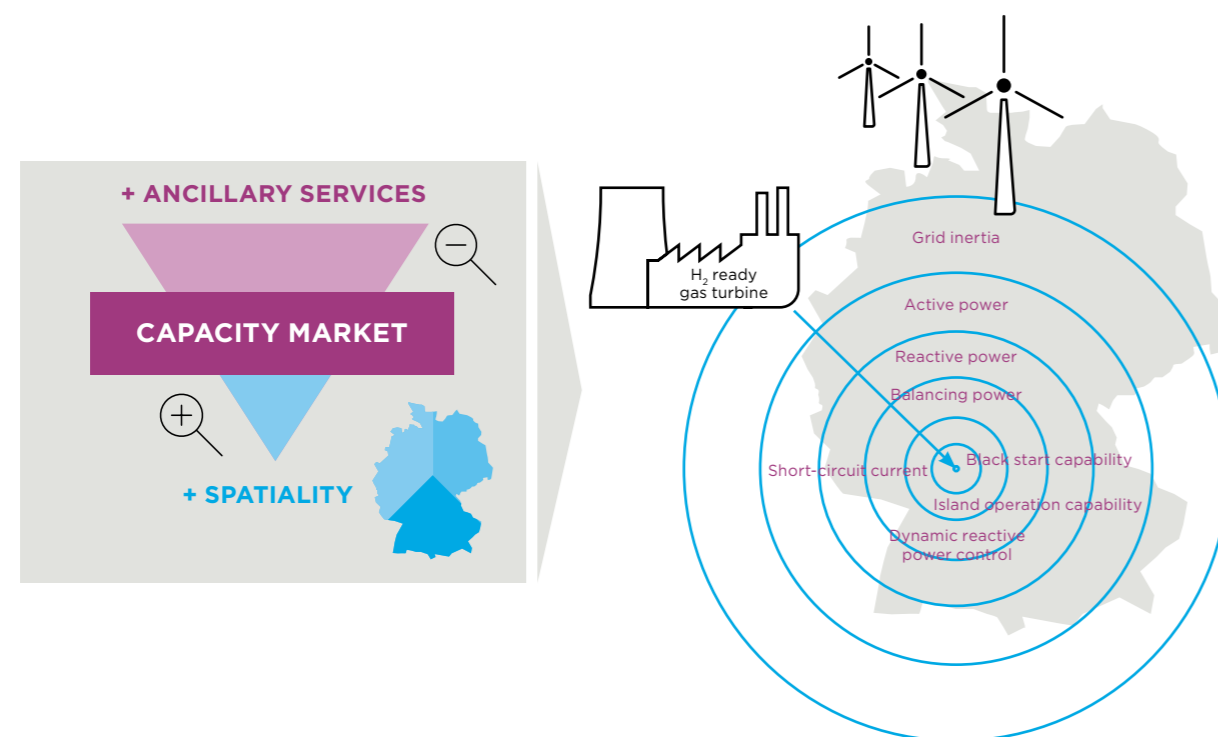 + ANCILLARY SERVICES
CAPACITY MARKET
+ SPATIALITY
H₂ ready
gas turbine
Grid inertia
Active power
Reactive power
Balancing power
Black start capability
Short-circuit current
Island operation capability
Dynamic reactive
power control